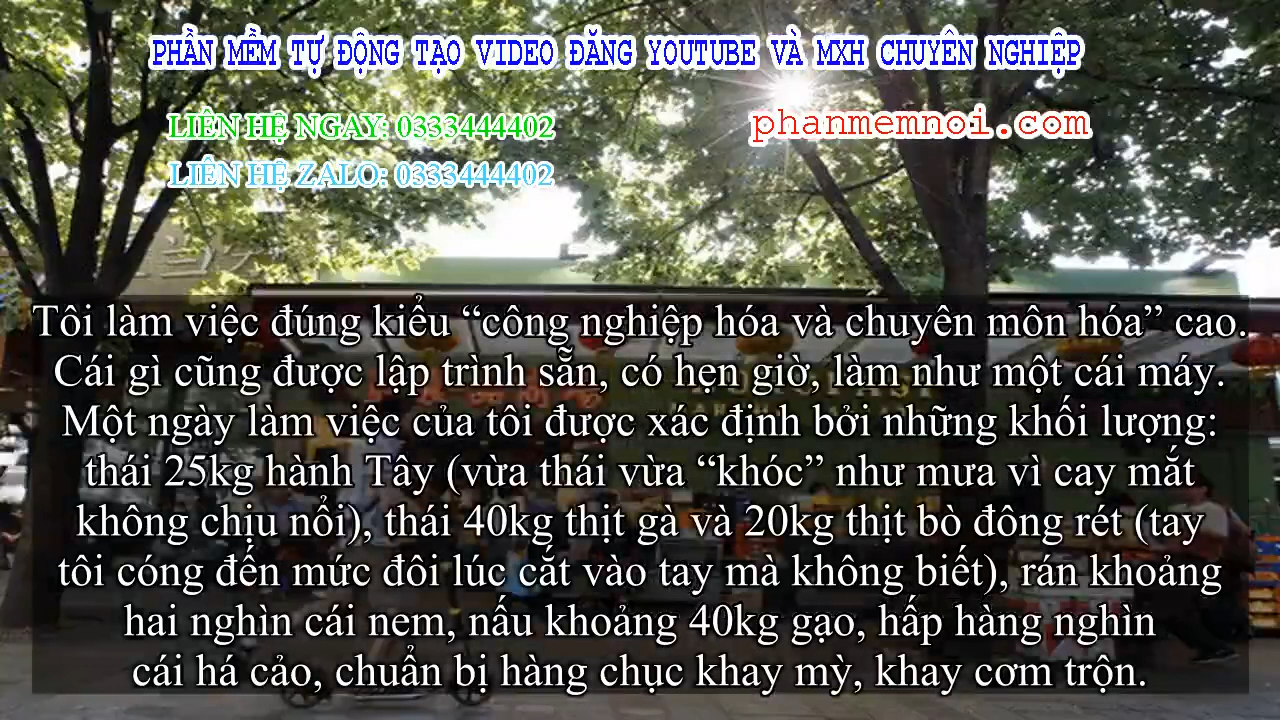 PHẦN MỀM TỰ ĐỘNG TẠO VIDEO ĐĂNG YOUTUBE VÀ MXH CHUYÊN NGHIỆP
LIÊN HỆ NGAY: 0333444402
phanmemnoi.com
LIÊN HỆ ZALO: 0333444402
Tôi làm việc đúng kiểu “công nghiệp hóa và chuyên môn hóa” cao.
Cái gì cũng được lập trình sẵn, có hẹn giờ, làm như một cái máy.
Một ngày làm việc của tôi được xác định bởi những khối lượng:
thái 25kg hành Tây (vừa thái vừa “khóc” như mưa vì cay mắt
không chịu nổi), thái 40kg thịt gà và 20kg thịt bò đông rét (tay
tôi cóng đến mức đôi lúc cắt vào tay mà không biết), rán khoảng
hai nghìn cái nem, nấu khoảng 40kg gạo, hấp hàng nghìn
cái há cảo, chuẩn bị hàng chục khay mỳ, khay cơm trộn.